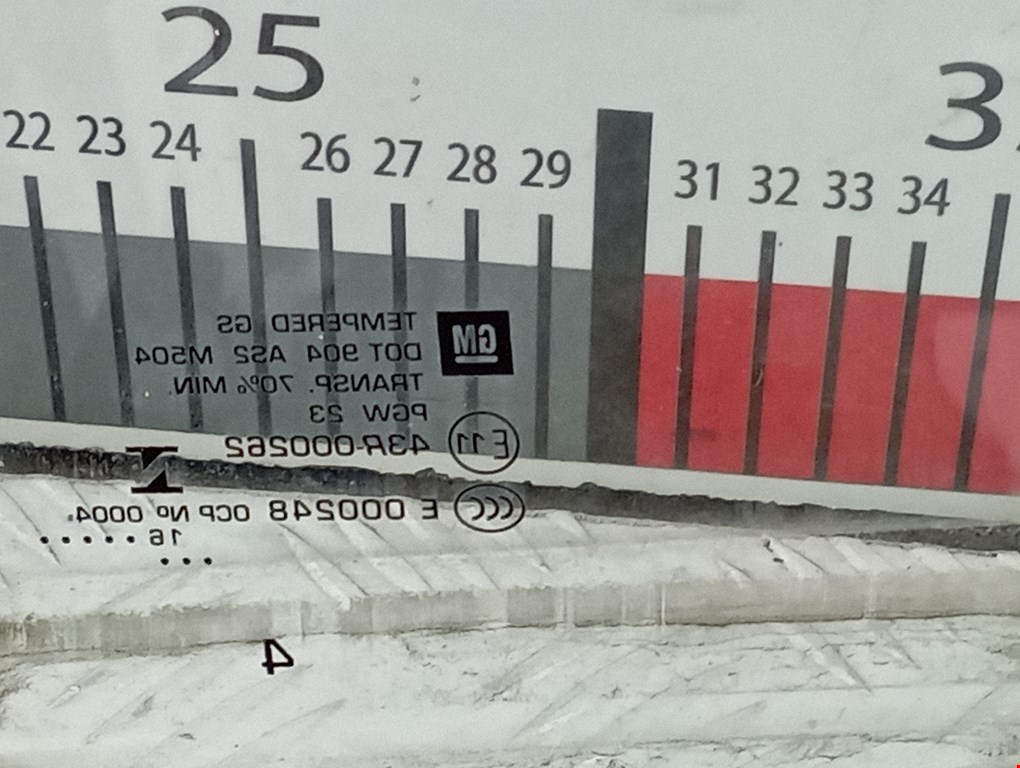 25
22 23 24 26 27 28 29 31 32 33 34
GM
TEMPERED GS
DOT 904 AS2 M504
TRANSP. 70% MIN.
PGW 23
E 11 43R-000262
CCC E 000248 OCP Nº 0004
16
4